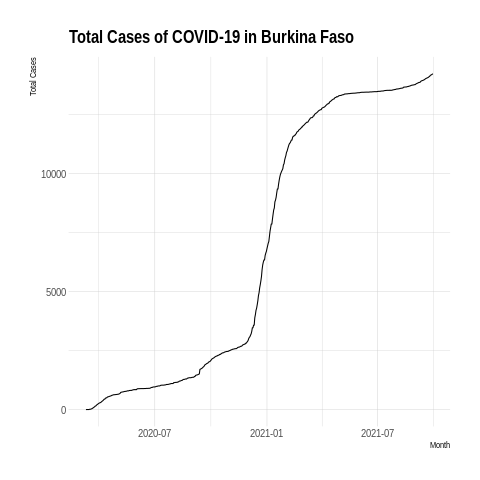 Total Cases of COVID-19 in Burkina Faso
Total Cases
10000
5000
0
2020-07
2021-01
2021-07
Month